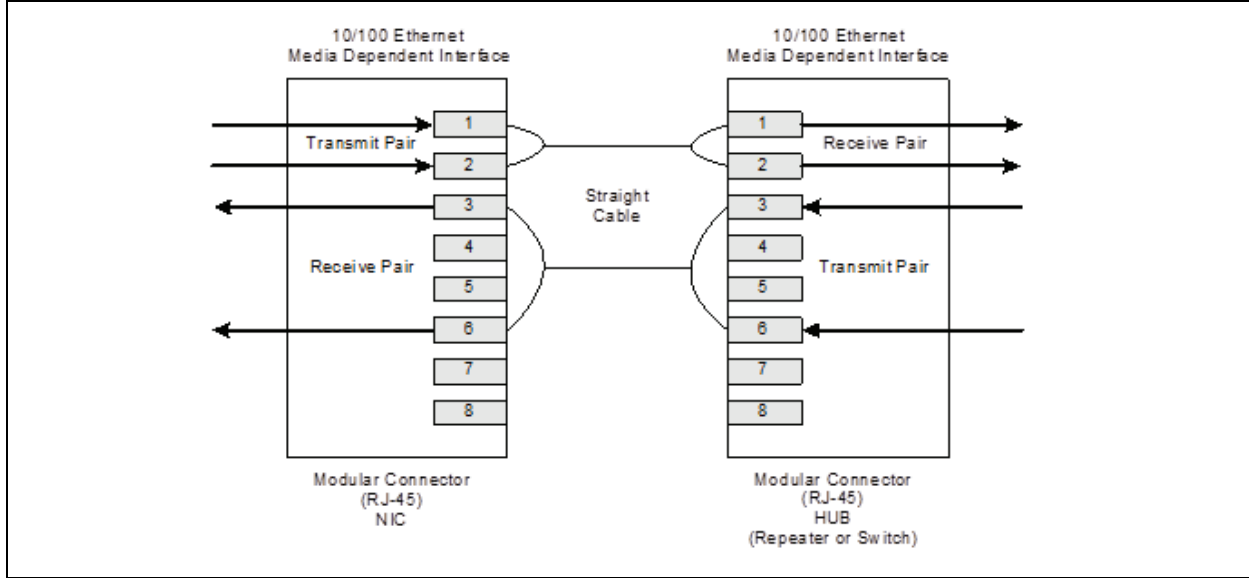 10/100 Ethernet
Media Dependent Interface
10/100 Ethernet
Media Dependent Interface
1
Transmit Pair
2
3
4
Receive Pair
5
6
7
8
Straight
Cable
1
Receive Pair
2
3
4
Transmit Pair
5
6
7
8
Modular Connector
(RJ-45)
NIC
Modular Connector
(RJ-45)
HUB
(Repeater or Switch)